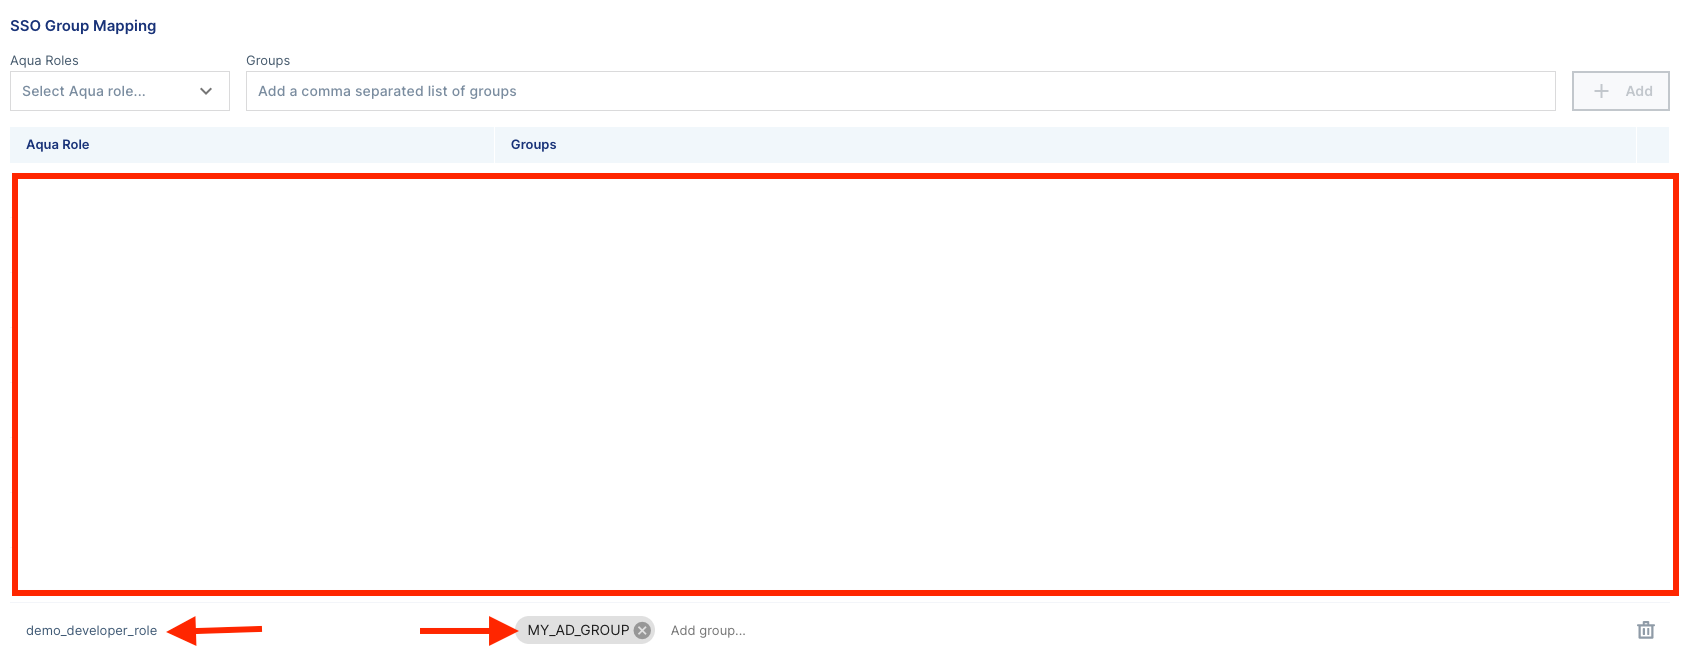 SSO Group Mapping
Aqua Roles Groups
Select Aqua role... Add a comma separated list of groups Add
Aqua Role Groups
demo_developer_role MY_AD_GROUP Add group...